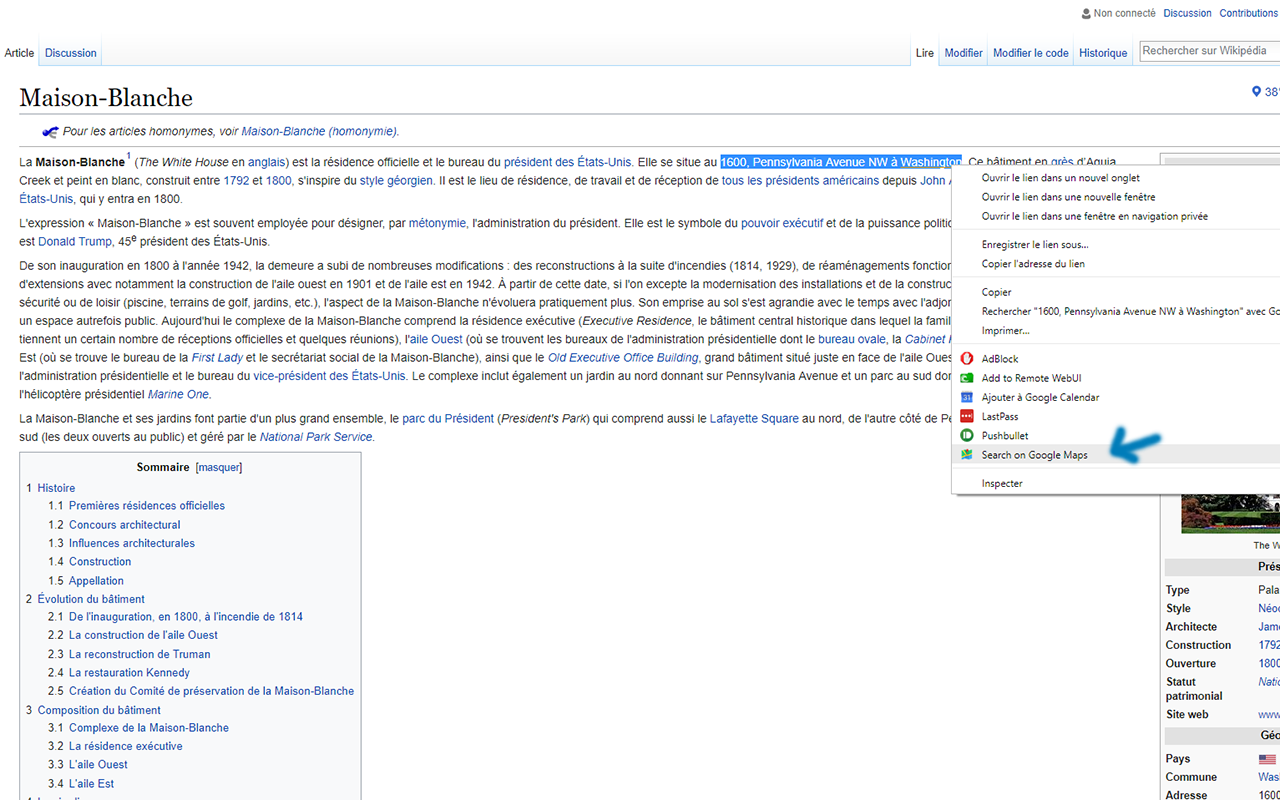 Non connecté Discussion Contributions
Article Discussion Lire Modifier Modifier le code Historique Rechercher sur Wikipédia
Maison-Blanche
38°
Pour les articles homonymes, voir Maison-Blanche (homonymie).
La Maison-Blanche1 (The White House en anglais) est la résidence officielle et le bureau du président des États-Unis. Elle se situe au 1600, Pennsylvania Avenue NW à Washington. Ce bâtiment en grès d'Aquia
Creek et peint en blanc, construit entre 1792 et 1800, s'inspire du style géorgien. Il est le lieu de résidence, de travail et de réception de tous les présidents américains depuis John
États-Unis, qui y entra en 1800.
L'expression « Maison-Blanche » est souvent employée pour désigner, par métonymie, l'administration du président. Elle est le symbole du pouvoir exécutif et de la puissance politi
est Donald Trump, 45e président des États-Unis.
De son inauguration en 1800 à l'année 1942, la demeure a subi de nombreuses modifications : des reconstructions à la suite d'incendies (1814, 1929), de réaménagements fonction
d'extensions avec notamment la construction de l'aile ouest en 1901 et de l'aile est en 1942. À partir de cette date, si l'on excepte la modernisation des installations et de la construc
sécurité ou de loisir (piscine, terrains de golf, jardins, etc.), l'aspect de la Maison-Blanche n'évoluera pratiquement plus. Son emprise au sol s'est agrandie avec le temps avec l'adjon
un espace autrefois public. Aujourd'hui le complexe de la Maison-Blanche comprend la résidence exécutive (Executive Residence, le bâtiment central historique dans lequel la famil
tiennent un certain nombre de réceptions officielles et quelques réunions), l'aile Ouest (où se trouvent les bureaux de l'administration présidentielle dont le bureau ovale, la Cabinet
Est (où se trouve le bureau de la First Lady et le secrétariat social de la Maison-Blanche), ainsi que le Old Executive Office Building, grand bâtiment situé juste en face de l'aile Oues
l'administration présidentielle et le bureau du vice-président des États-Unis. Le complexe inclut également un jardin au nord donnant sur Pennsylvania Avenue et un parc au sud don
l'hélicoptère présidentiel Marine One.
La Maison-Blanche et ses jardins font partie d'un plus grand ensemble, le parc du Président (President's Park) qui comprend aussi le Lafayette Square au nord, de l'autre côté de Pe
sud (les deux ouverts au public) et géré par le National Park Service.
Ouvrir le lien dans un nouvel onglet
Ouvrir le lien dans une nouvelle fenêtre
Ouvrir le lien dans une fenêtre en navigation privée
Enregistrer le lien sous...
Copier l'adresse du lien
Copier
Rechercher "1600, Pennsylvania Avenue NW à Washington" avec Go
Imprimer...
AdBlock
Add to Remote WebUI
Ajouter à Google Calendar
LastPass
Pushbullet
Search on Google Maps
Inspecter
Sommaire [masquer]
1 Histoire
1.1 Premières résidences officielles
1.2 Concours architectural
1.3 Influences architecturales
1.4 Construction
1.5 Appellation
2 Évolution du bâtiment
2.1 De l'inauguration, en 1800, à l'incendie de 1814
2.2 La construction de l'aile Ouest
2.3 La reconstruction de Truman
2.4 La restauration Kennedy
2.5 Création du Comité de préservation de la Maison-Blanche
3 Composition du bâtiment
3.1 Complexe de la Maison-Blanche
3.2 La résidence exécutive
3.3 L'aile Ouest
3.4 L'aile Est
The W
Prés
Type Pala
Style Néoc
Architecte Jame
Construction 1792
Ouverture 1800
Statut patrimonial Natio
Site web www
Géo
Pays
Commune Wash
Adresse 1600